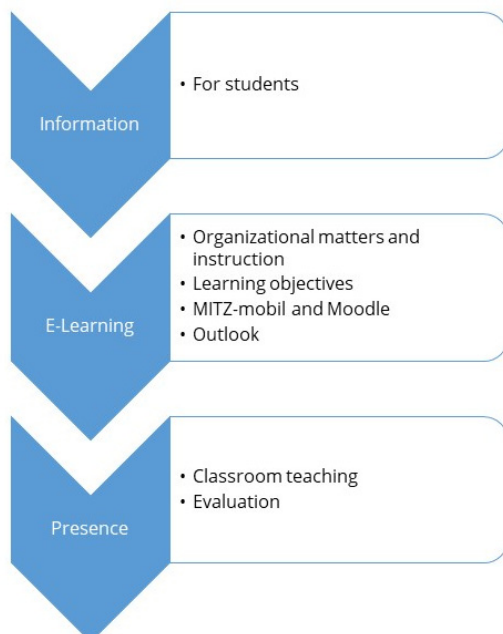 Information
• For students
E-Learning
• Organizational matters and
instruction
• Learning objectives
• MITZ-mobil and Moodle
• Outlook
Presence
• Classroom teaching
• Evaluation